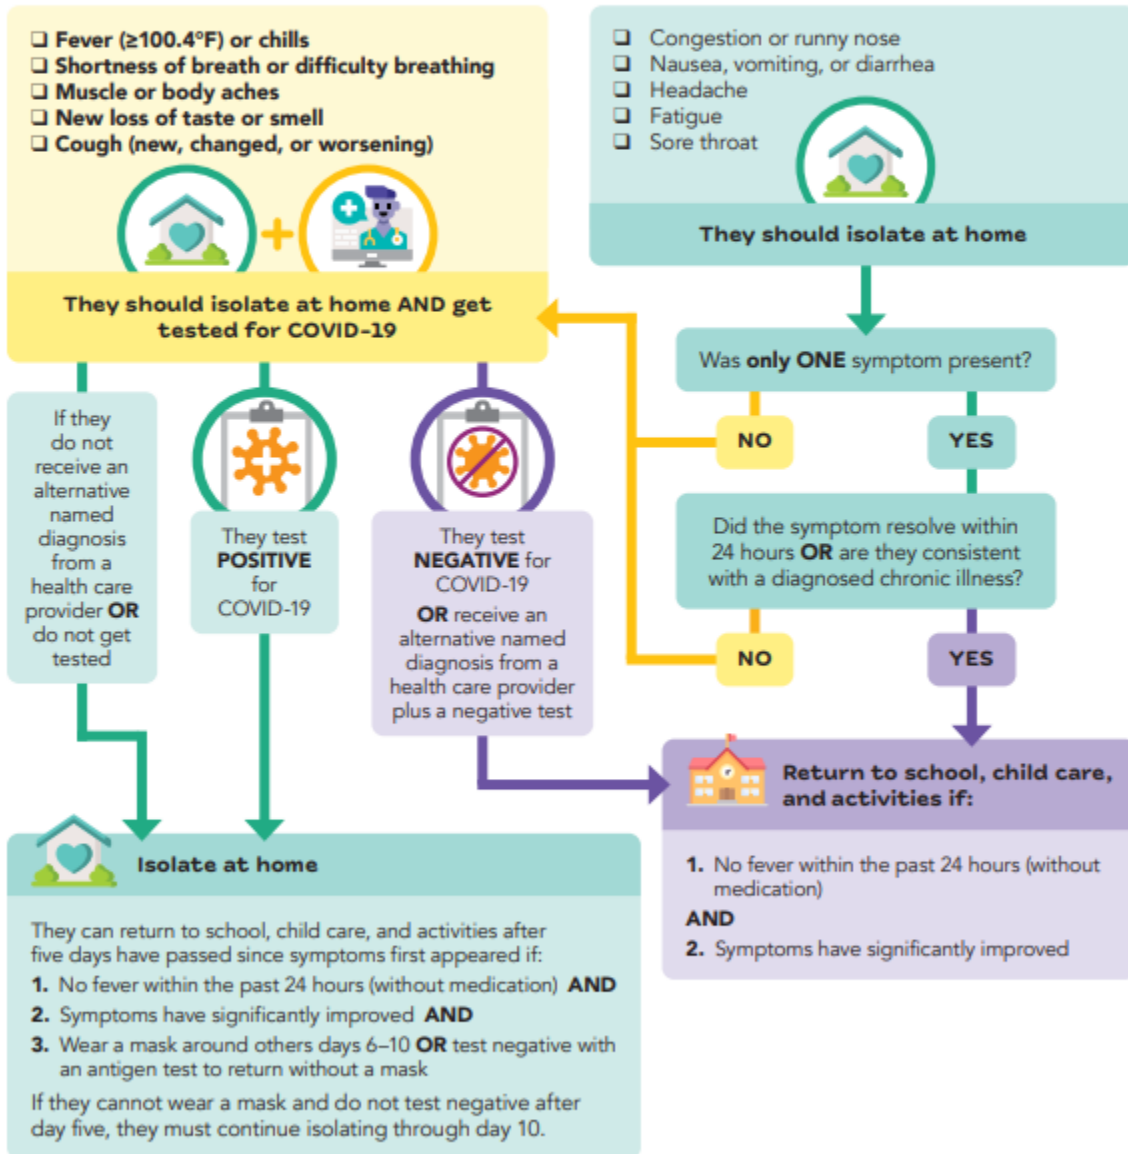 ❑ Fever (≥100.4°F) or chills
❑ Shortness of breath or difficulty breathing
❑ Muscle or body aches
❑ New loss of taste or smell
❑ Cough (new, changed, or worsening)
They should isolate at home AND get
tested for COVID-19
❑ Congestion or runny nose
❑ Nausea, vomiting, or diarrhea
❑ Headache
❑ Fatigue
❑ Sore throat
They should isolate at home
Was only ONE symptom present?
NO
YES
Did the symptom resolve within
24 hours OR are they consistent
with a diagnosed chronic illness?
NO
YES
If they
do not
receive an
alternative
named
diagnosis
from a
health care
provider OR
do not get
tested
They test
POSITIVE
for
COVID-19
They test
NEGATIVE for
COVID-19
OR receive an
alternative named
diagnosis from a
health care provider
plus a negative test
Return to school, child care,
and activities if:
1. No fever within the past 24 hours (without
medication)
AND
2. Symptoms have significantly improved
Isolate at home
They can return to school, child care, and activities after
five days have passed since symptoms first appeared if:
1. No fever within the past 24 hours (without medication) AND
2. Symptoms have significantly improved AND
3. Wear a mask around others days 6–10 OR test negative with
an antigen test to return without a mask
If they cannot wear a mask and do not test negative after
day five, they must continue isolating through day 10.